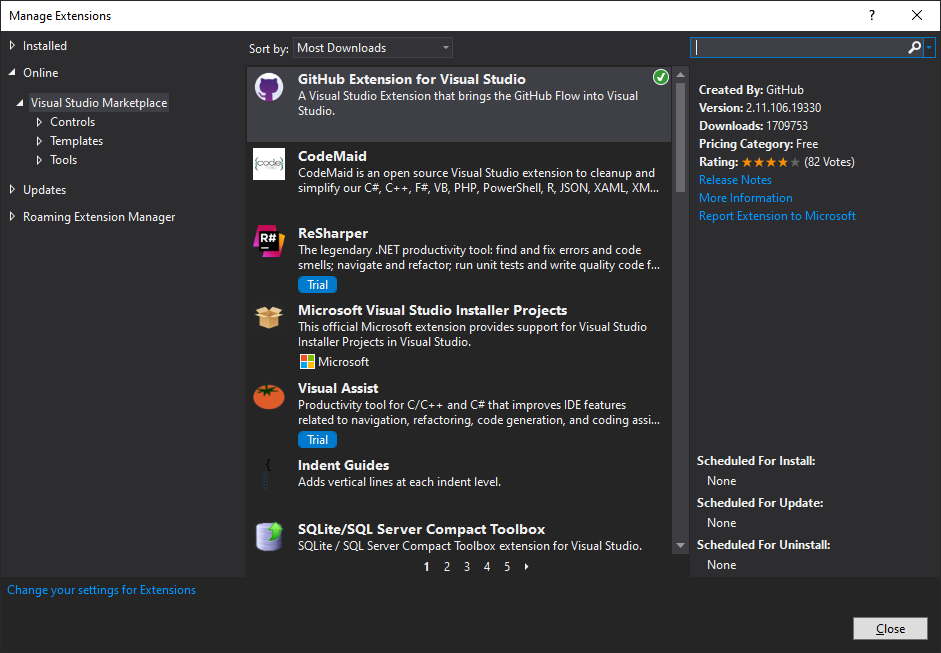 Manage Extensions
?
Installed
Online
Visual Studio Marketplace
Controls
Templates
Tools
Updates
Roaming Extension Manager
Change your settings for Extensions
Sort by: Most Downloads
GitHub Extension for Visual Studio
A Visual Studio Extension that brings the GitHub Flow into Visual
Studio.
{code}
CodeMaid
CodeMaid is an open source Visual Studio extension to cleanup and
simplify our C#, C++, F#, VB, PHP, PowerShell, R, JSON, XAML, XM...
R#
ReSharper
The legendary .NET productivity tool: find and fix errors and code
smells; navigate and refactor; run unit tests and write quality code f...
Trial
Microsoft Visual Studio Installer Projects
This official Microsoft extension provides support for Visual Studio
Installer Projects in Visual Studio.
Microsoft
Visual Assist
Productivity tool for C/C++ and C# that improves IDE features
related to navigation, refactoring, code generation, and coding assi...
Trial
Indent Guides
Adds vertical lines at each indent level.
SQLite/SQL Server Compact Toolbox
SQLite / SQL Server Compact Toolbox extension for Visual Studio.
1 2 3 4 5
Created By: GitHub
Version: 2.11.106.19330
Downloads: 1709753
Pricing Category: Free
Rating: ★★★★★ (82 Votes)
Release Notes
More Information
Report Extension to Microsoft
Scheduled For Install:
None
Scheduled For Update:
None
Scheduled For Uninstall:
None
Close